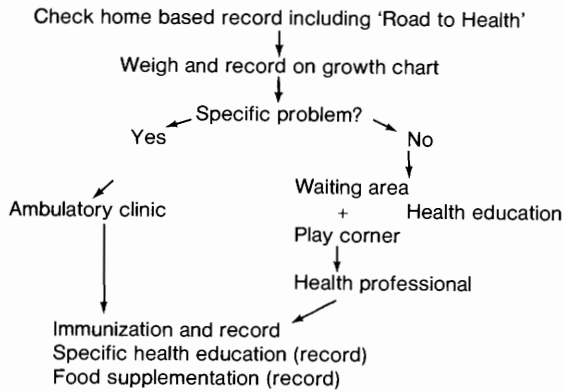 Check home based record including ‘Road to Health’
Weigh and record on growth chart
Specific problem?
Yes
No
Waiting area
Ambulatory clinic
+
Health education
Play corner
Health professional
Immunization and record
Specific health education (record)
Food supplementation (record)